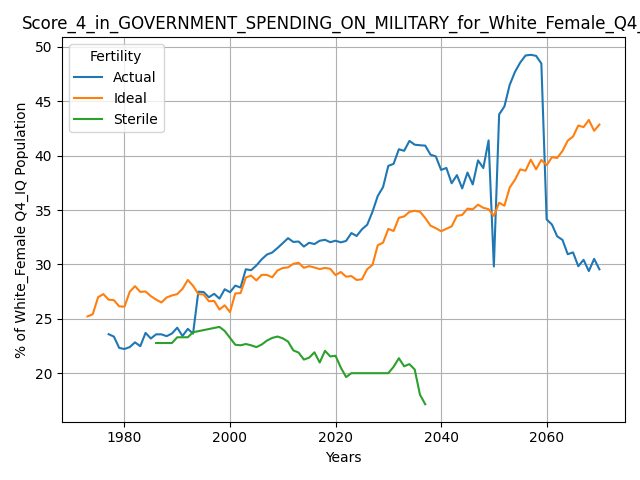 Score_4_in_GOVERNMENT_SPENDING_ON_MILITARY_for_White_Female_Q4_
Fertility
Actual
Ideal
Sterile
% of White_Female Q4_IQ Population
50
45
40
35
30
25
20
1980
2000
2020
2040
2060
Years